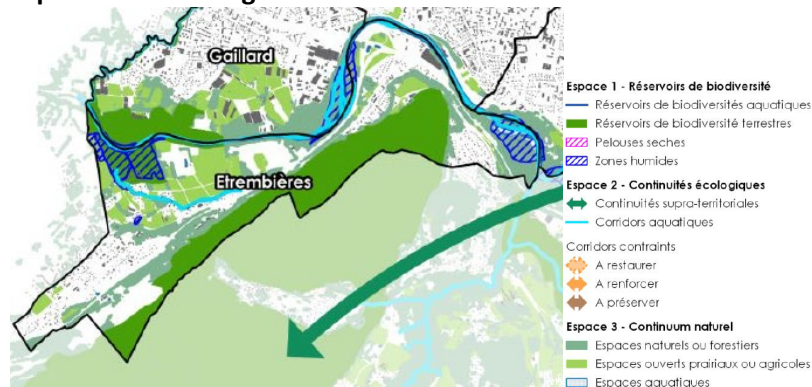 Gaillard
Etrembières
Espace 1 - Réservoirs de biodiversité
Réservoirs de biodiversités aquatiques
Réservoirs de biodiversité terrestres
Pelouses seches
Zones humides
Espace 2 - Continuités écologiques
Continuités supra-territoriales
Corridors aquatiques
Corridors contraints
A restaurer
A renforcer
A préserver
Espace 3 - Continuum naturel
Espaces naturels ou forestiers
Espaces ouverts prairiaux ou agricoles
Espaces aquatiques